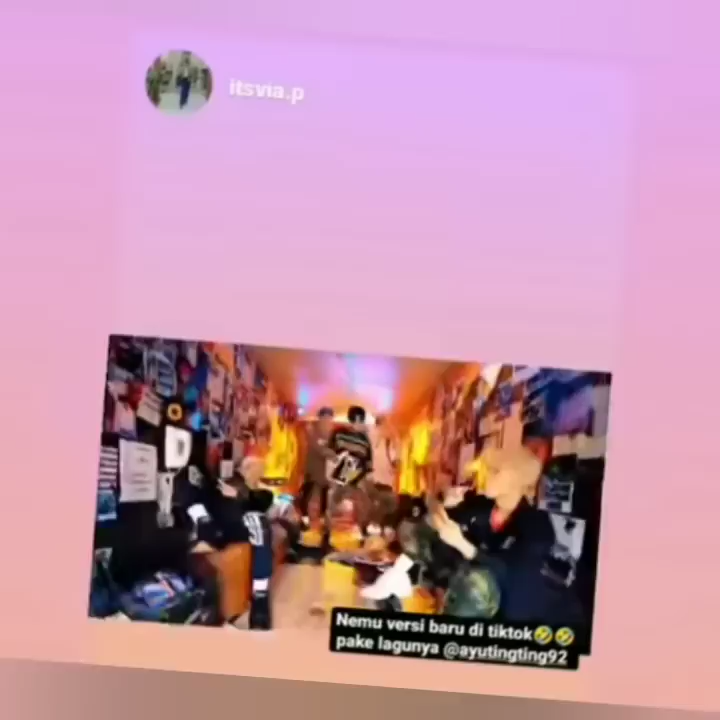 itsvia.p
Nemu versi baru di tiktok🤣🤣
pake lagunya @ayutingting92